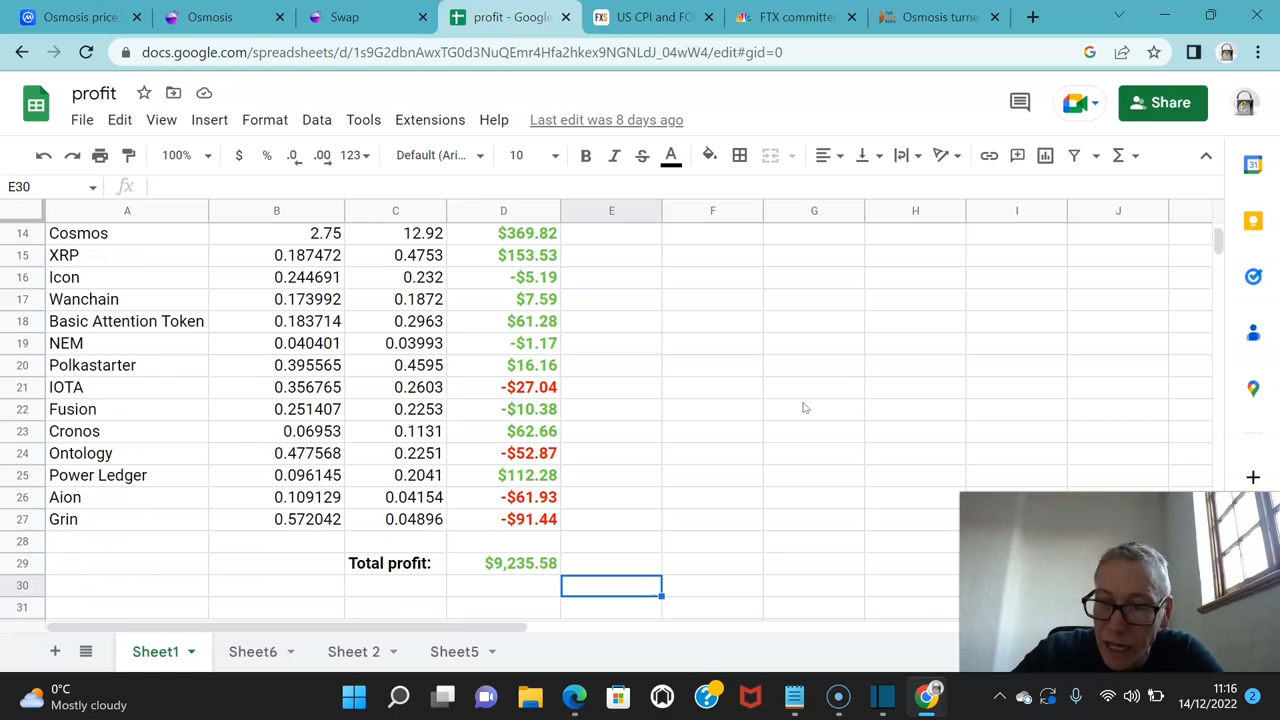 Osmosis price
Osmosis
Swap
profit - Google
US CPI and FO
FTX committed
Osmosis turne
docs.google.com/spreadsheets/d/1s9G2dbnAwxTG0d3NuQEmr4Hfa2hkex9NGNLdJ_04wW4/edit#gid=0
profit
Share
File Edit View Insert Format Data Tools Extensions Help Last edit was 8 days ago
100% $ % .0 .00 123 Default (Ari... 10 B I S A
E30 fx
A B C D E F G H I J
14 Cosmos 2.75 12.92 $369.82
15 XRP 0.187472 0.4753 $153.53
16 Icon 0.244691 0.232 -$5.19
17 Wanchain 0.173992 0.1872 $7.59
18 Basic Attention Token 0.183714 0.2963 $61.28
19 NEM 0.040401 0.03993 -$1.17
20 Polkastarter 0.395565 0.4595 $16.16
21 IOTA 0.356765 0.2603 -$27.04
22 Fusion 0.251407 0.2253 -$10.38
23 Cronos 0.06953 0.1131 $62.66
24 Ontology 0.477568 0.2251 -$52.87
25 Power Ledger 0.096145 0.2041 $112.28
26 Aion 0.109129 0.04154 -$61.93
27 Grin 0.572042 0.04896 -$91.44
28
29 Total profit: $9,235.58
30
31
Sheet1 Sheet6 Sheet 2 Sheet5
0°C
Mostly cloudy
11:16
14/12/2022
2